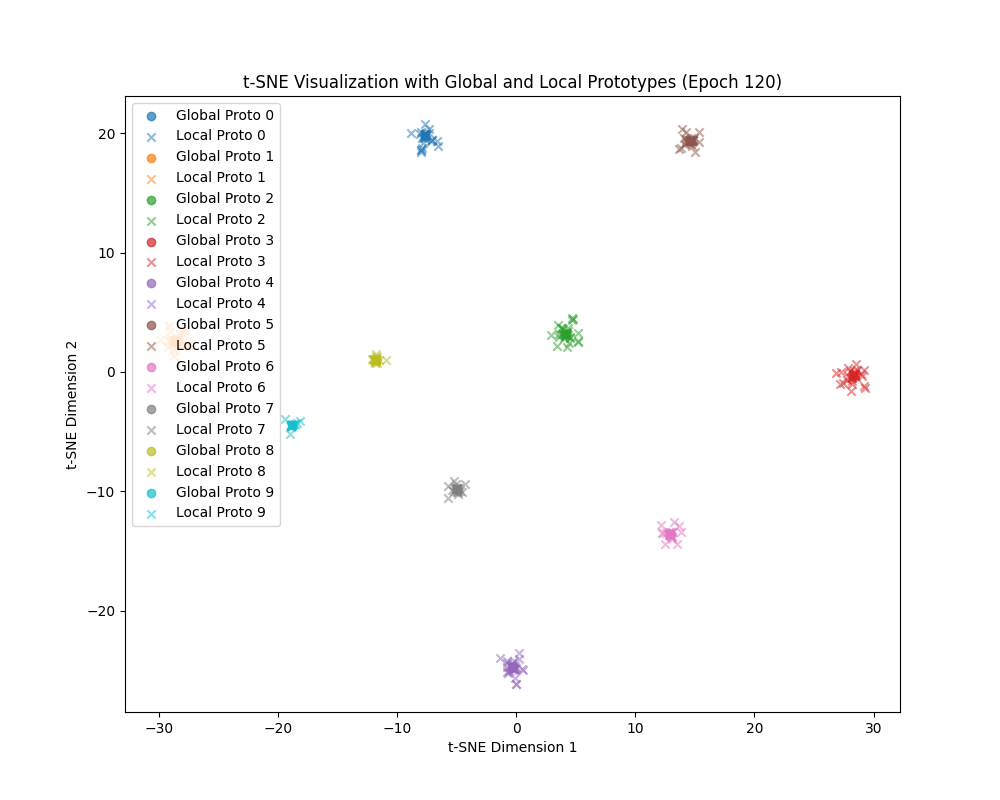 t-SNE Visualization with Global and Local Prototypes (Epoch 120)
Global Proto 0
Local Proto 0
Global Proto 1
Local Proto 1
Global Proto 2
Local Proto 2
Global Proto 3
Local Proto 3
Global Proto 4
Local Proto 4
Global Proto 5
Local Proto 5
Global Proto 6
Local Proto 6
Global Proto 7
Local Proto 7
Global Proto 8
Local Proto 8
Global Proto 9
Local Proto 9
t-SNE Dimension 2
20
10
0
−10
−20
−30
−20
−10
0
10
20
30
t-SNE Dimension 1